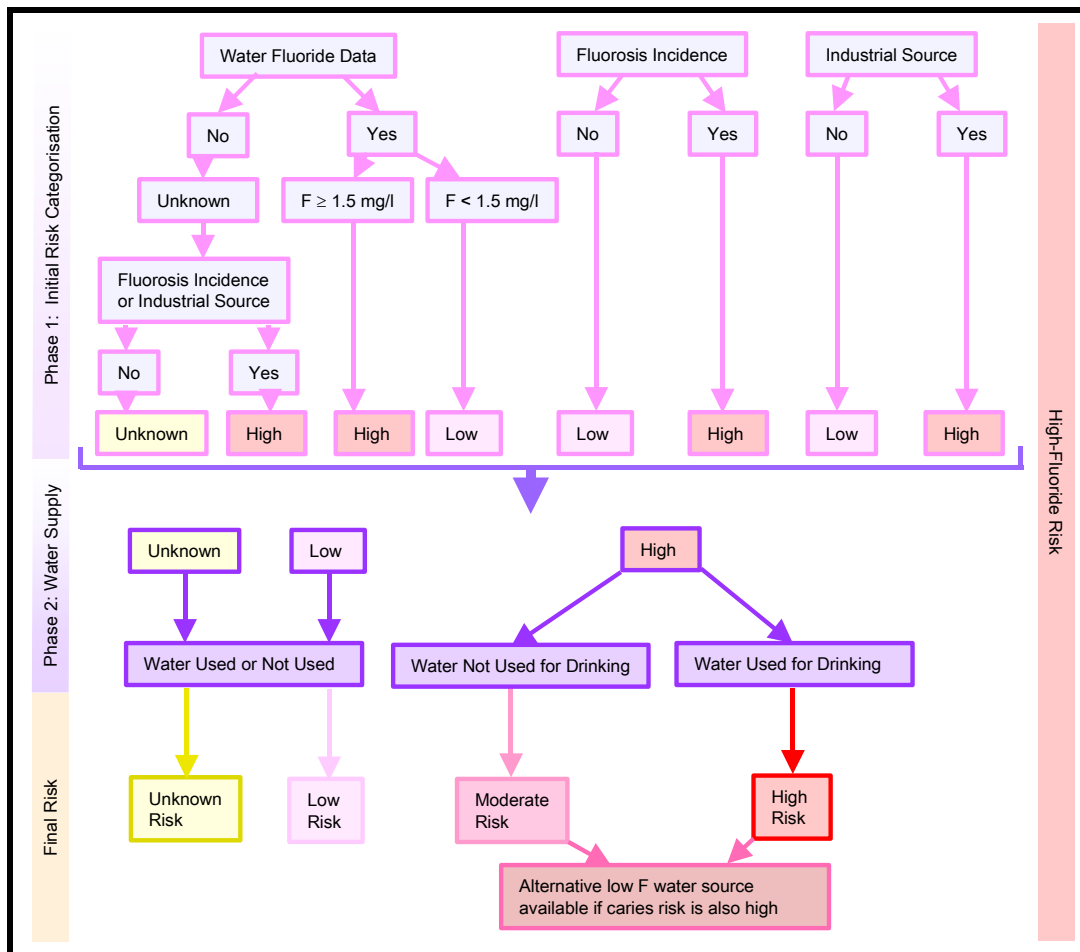 Water Fluoride Data
Fluorosis Incidence
Industrial Source
No
Yes
No
Yes
No
Yes
Unknown
F ≥ 1.5 mg/l
F < 1.5 mg/l
Fluorosis Incidence
or Industrial Source
No
Yes
Unknown
High
High
Low
Low
High
Low
High
Phase 1: Initial Risk Categorisation
High-Fluoride Risk
Phase 2: Water Supply
Unknown
Low
High
Water Used or Not Used
Water Not Used for Drinking
Water Used for Drinking
Final Risk
Unknown
Risk
Low
Risk
Moderate
Risk
High
Risk
Alternative low F water source
available if caries risk is also high